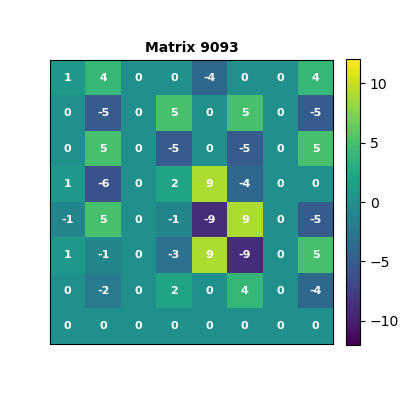 Matrix 9093
1 4 0 0 -4 0 0 4
0 -5 0 5 0 5 0 -5
0 5 0 -5 0 -5 0 5
1 -6 0 2 9 -4 0 0
-1 5 0 -1 -9 9 0 -5
1 -1 0 -3 9 -9 0 5
0 -2 0 2 0 4 0 -4
0 0 0 0 0 0 0 0
10
5
0
−5
−10